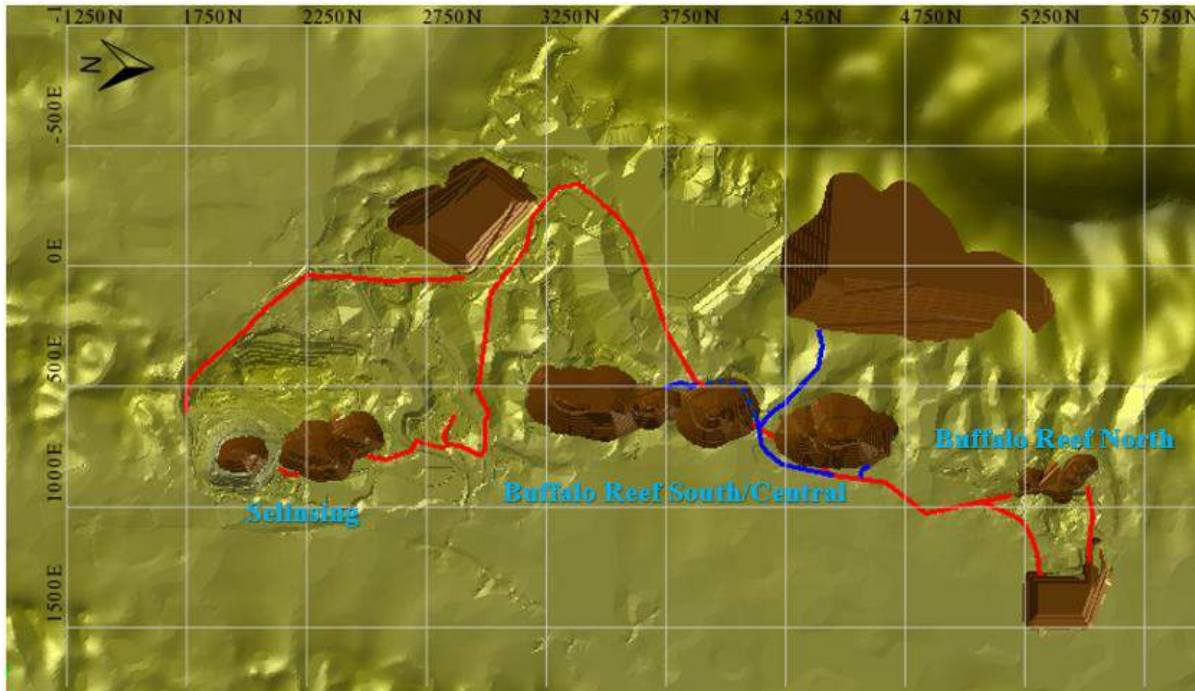 1250N 1750N 2250N 2750N 3250N 3750N 4250N 4750N 5250N 5750N
-1
N
-500E
0E
500E
Buffalo Reef North
1000E
Buffalo Reef South/Central
Selinsing
1500E